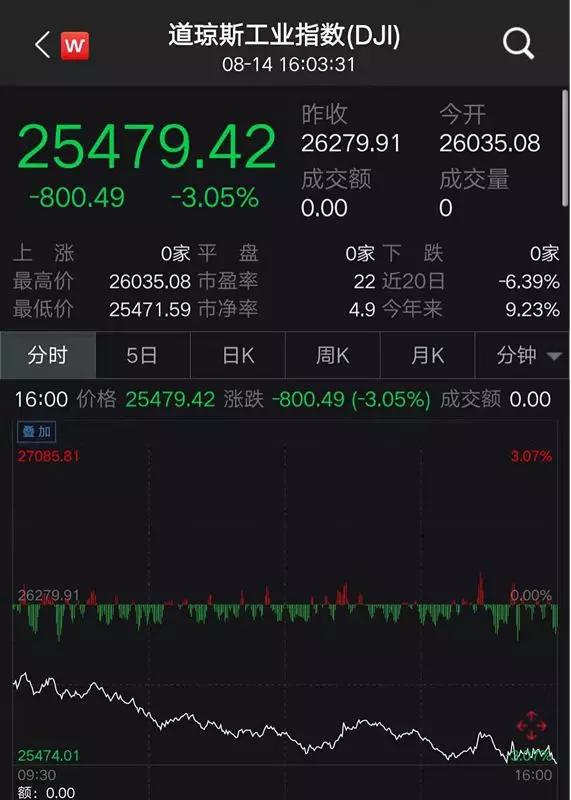 W 道琼斯工业指数(DJI)
08-14 16:03:31
25479.42
-800.49 -3.05%
昨收 今开
26279.91 26035.08
成交额 成交量
0.00 0
上涨 0家 平盘 0家 下跌 0家
最高价 26035.08 市盈率 22 近20日 -6.39%
最低价 25471.59 市净率 4.9 今年来 9.23%
分时 5日 日K 周K 月K 分钟
16:00 价格 25479.42 涨跌 -800.49 (-3.05%) 成交额 0.00
叠加
27085.81 3.07%
26279.91 0.00%
25474.01 3.07%
09:30 16:00
额: 0.00